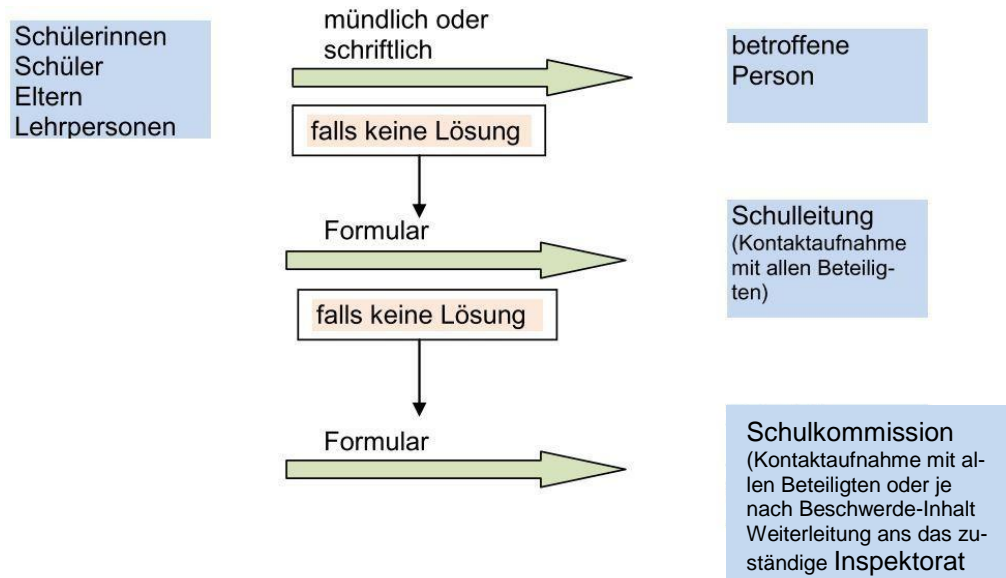 Schülerinnen
Schüler
Eltern
Lehrpersonen
mündlich oder
schriftlich
betroffene
Person
falls keine Lösung
Formular
Schulleitung
(Kontaktaufnahme
mit allen Beteilig-
ten)
falls keine Lösung
Formular
Schulkommission
(Kontaktaufnahme mit al-
len Beteiligten oder je
nach Beschwerde-Inhalt
Weiterleitung ans das zu-
ständige Inspektorat